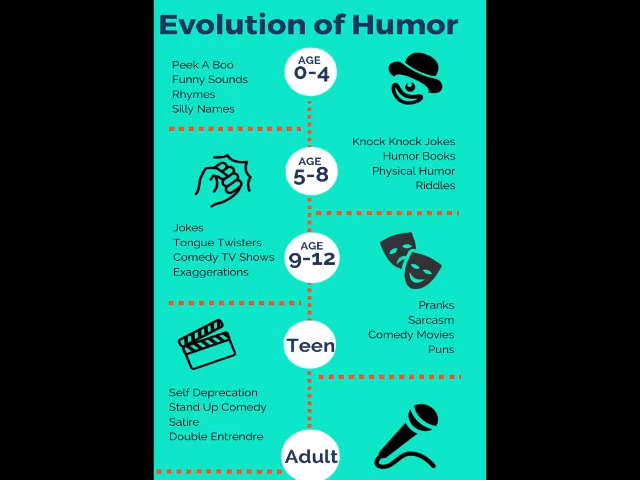 Evolution of Humor
AGE
0-4
Peek A Boo
Funny Sounds
Rhymes
Silly Names
AGE
5-8
Knock Knock Jokes
Humor Books
Physical Humor
Riddles
AGE
9-12
Jokes
Tongue Twisters
Comedy TV Shows
Exaggerations
Teen
Pranks
Sarcasm
Comedy Movies
Puns
Adult
Self Deprecation
Stand Up Comedy
Satire
Double Entrendre